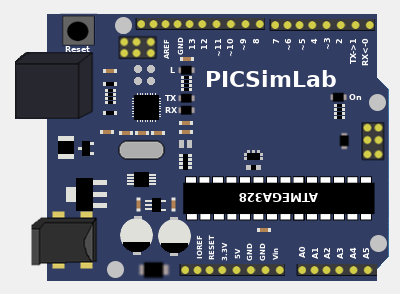 Reset
AREF
GND
13
12
~11
~10
~9
8
7
~6
~5
4
~3
2
TX->1
RX<-0
L
TX
RX
PICSimLab
On
ATMEGA328
IOREF
RESET
3.3V
5V
GND
GND
Vin
A0
A1
A2
A3
A4
A5